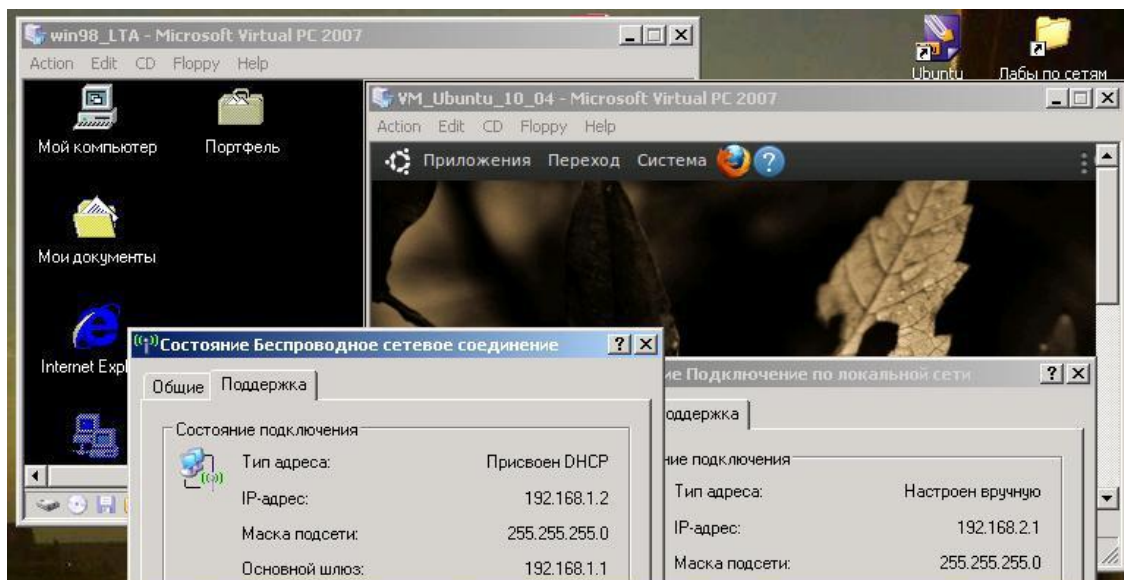 win98_LTA - Microsoft Virtual PC 2007
Action Edit CD Floppy Help
Мой компьютер
Портфель
Мои документы
Internet Expl
Ubuntu
Лабы по сетям
VM_Ubuntu_10_04 - Microsoft Virtual PC 2007
Action Edit CD Floppy Help
Приложения Переход Система
Состояние Беспроводное сетевое соединение
Общие Поддержка
Состояние подключения
Тип адреса: Присвоен DHCP
IP-адрес: 192.168.1.2
Маска подсети: 255.255.255.0
Основной шлюз: 192.168.1.1
ие Подключение по локальной сети
оддержка
ние подключения
Тип адреса: Настроен вручную
IP-адрес: 192.168.2.1
Маска подсети: 255.255.255.0